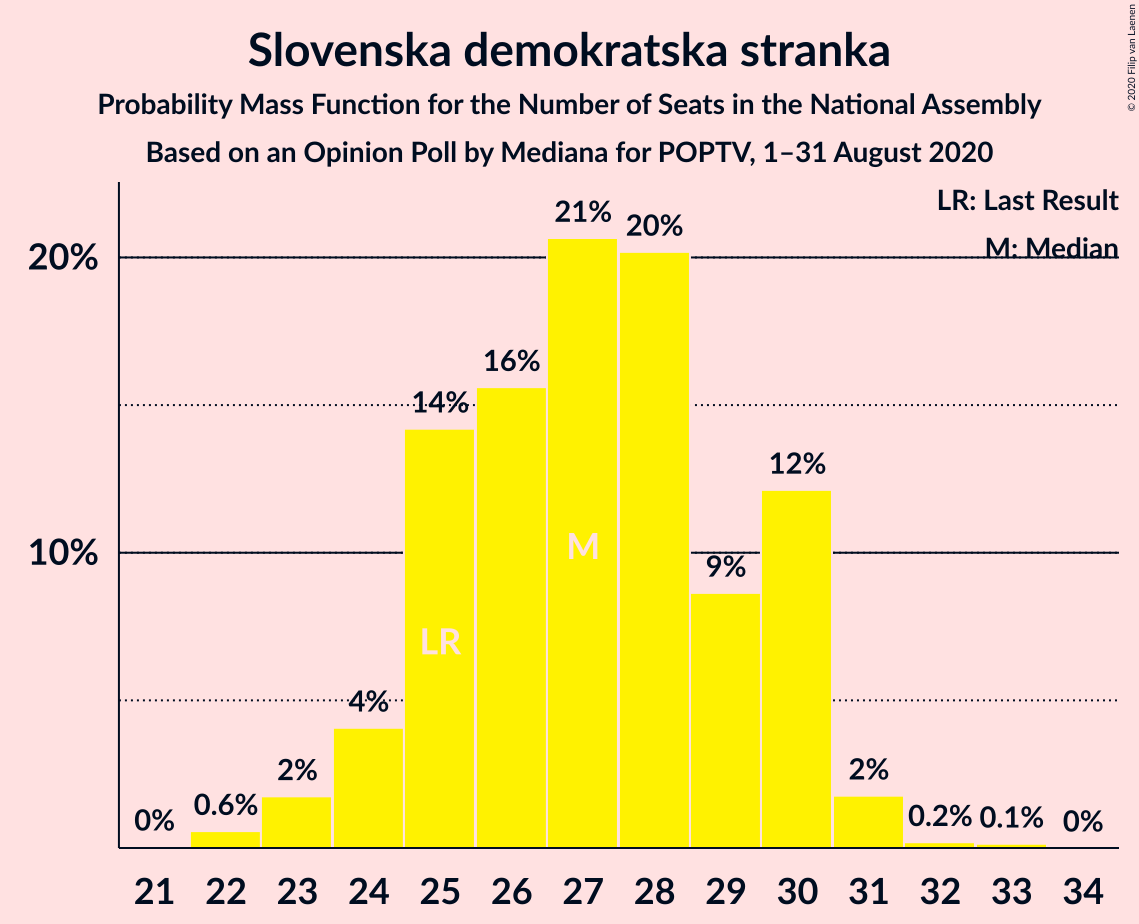 Slovenska demokratska stranka
Probability Mass Function for the Number of Seats in the National Assembly
Based on an Opinion Poll by Mediana for POPTV, 1–31 August 2020
© 2020 Filip van Laenen
LR: Last Result
M: Median
20%
10%
0%
0.6%
2%
4%
14%
16%
21%
20%
9%
12%
2%
0.2%
0.1%
0%
LR
M
21 22 23 24 25 26 27 28 29 30 31 32 33 34